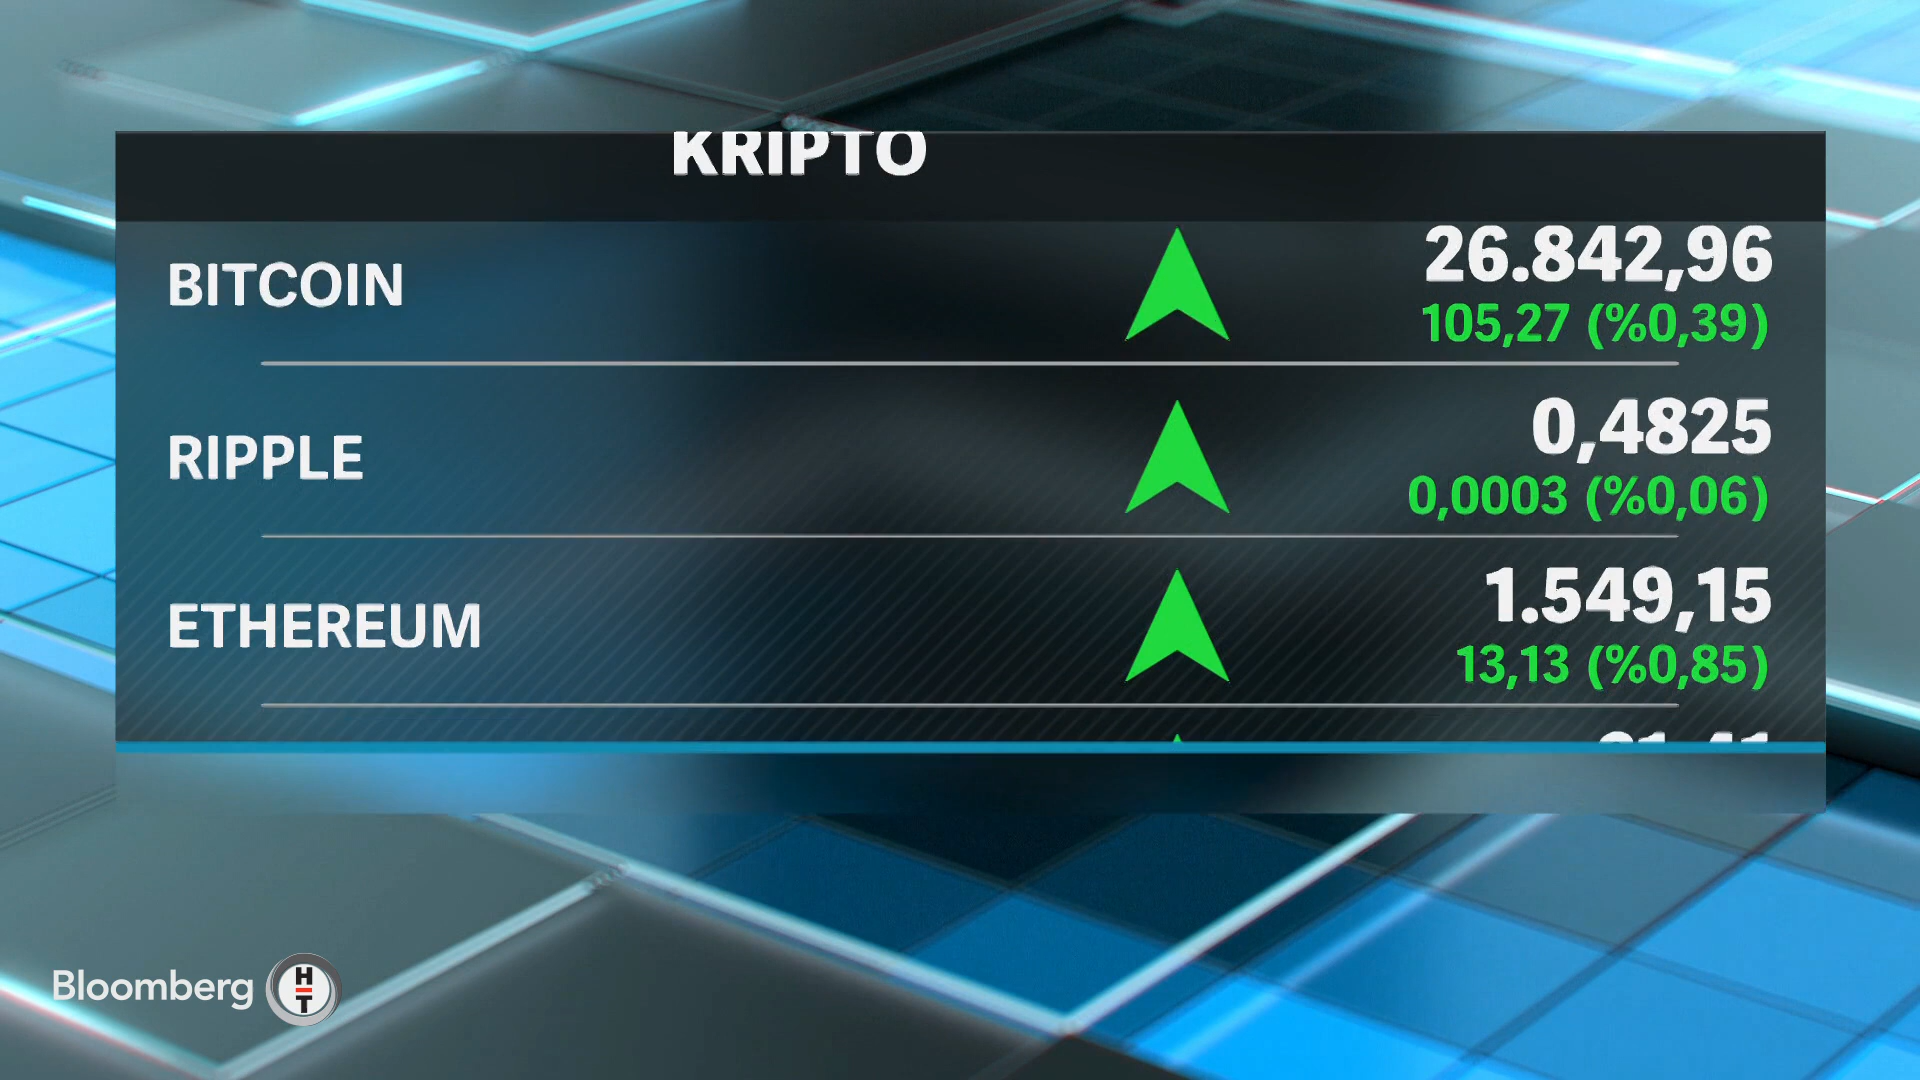 KRIPTO
BITCOIN
26.842,96
105,27 (%0,39)
RIPPLE
0,4825
0,0003 (%0,06)
ETHEREUM
1.549,15
13,13 (%0,85)
Bloomberg HT